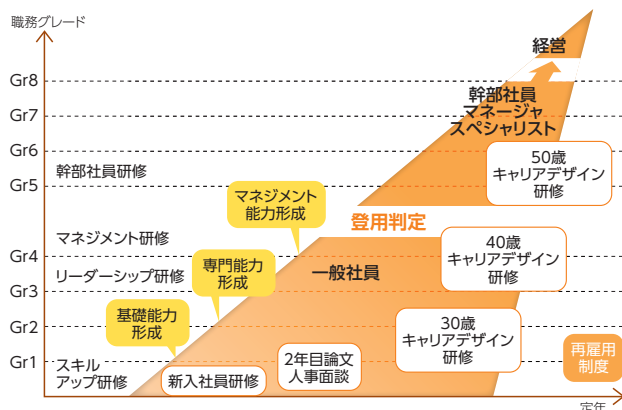 職務グレード
経営
Gr8
幹部社員
マネージャ
スペシャリスト
Gr7
Gr6
50歳
キャリアデザイン
研修
幹部社員研修
Gr5
マネジメント
能力形成
登用判定
マネジメント研修
40歳
キャリアデザイン
研修
Gr4
専門能力
形成
一般社員
リーダーシップ研修
Gr3
基礎能力
形成
30歳
キャリアデザイン
研修
Gr2
再雇用
制度
Gr1
2年目論文
人事面談
スキル
アップ研修
新入社員研修
定年